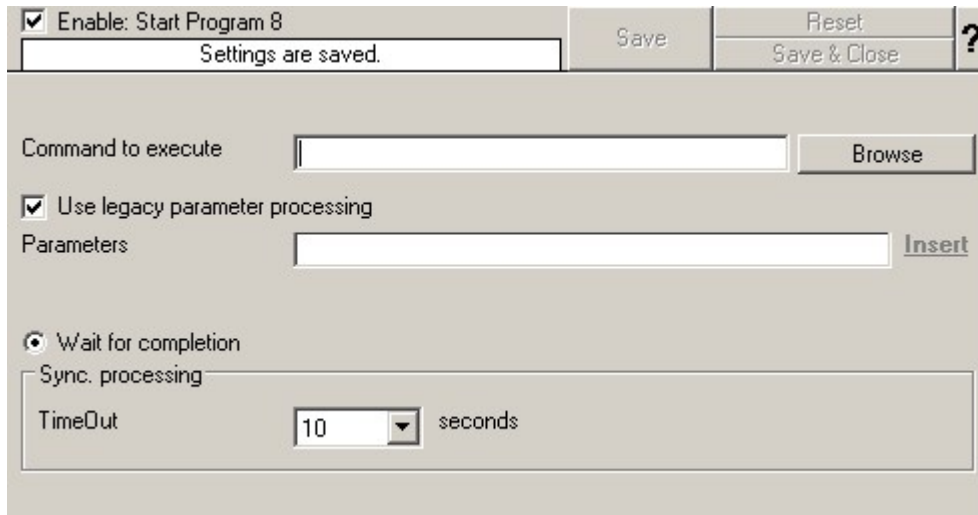 Enable: Start Program 8
Save
Reset
?
Settings are saved.
Save & Close
Command to execute
Browse
Use legacy parameter processing
Parameters
Insert
Wait for completion
Sync. processing
TimeOut
10
seconds